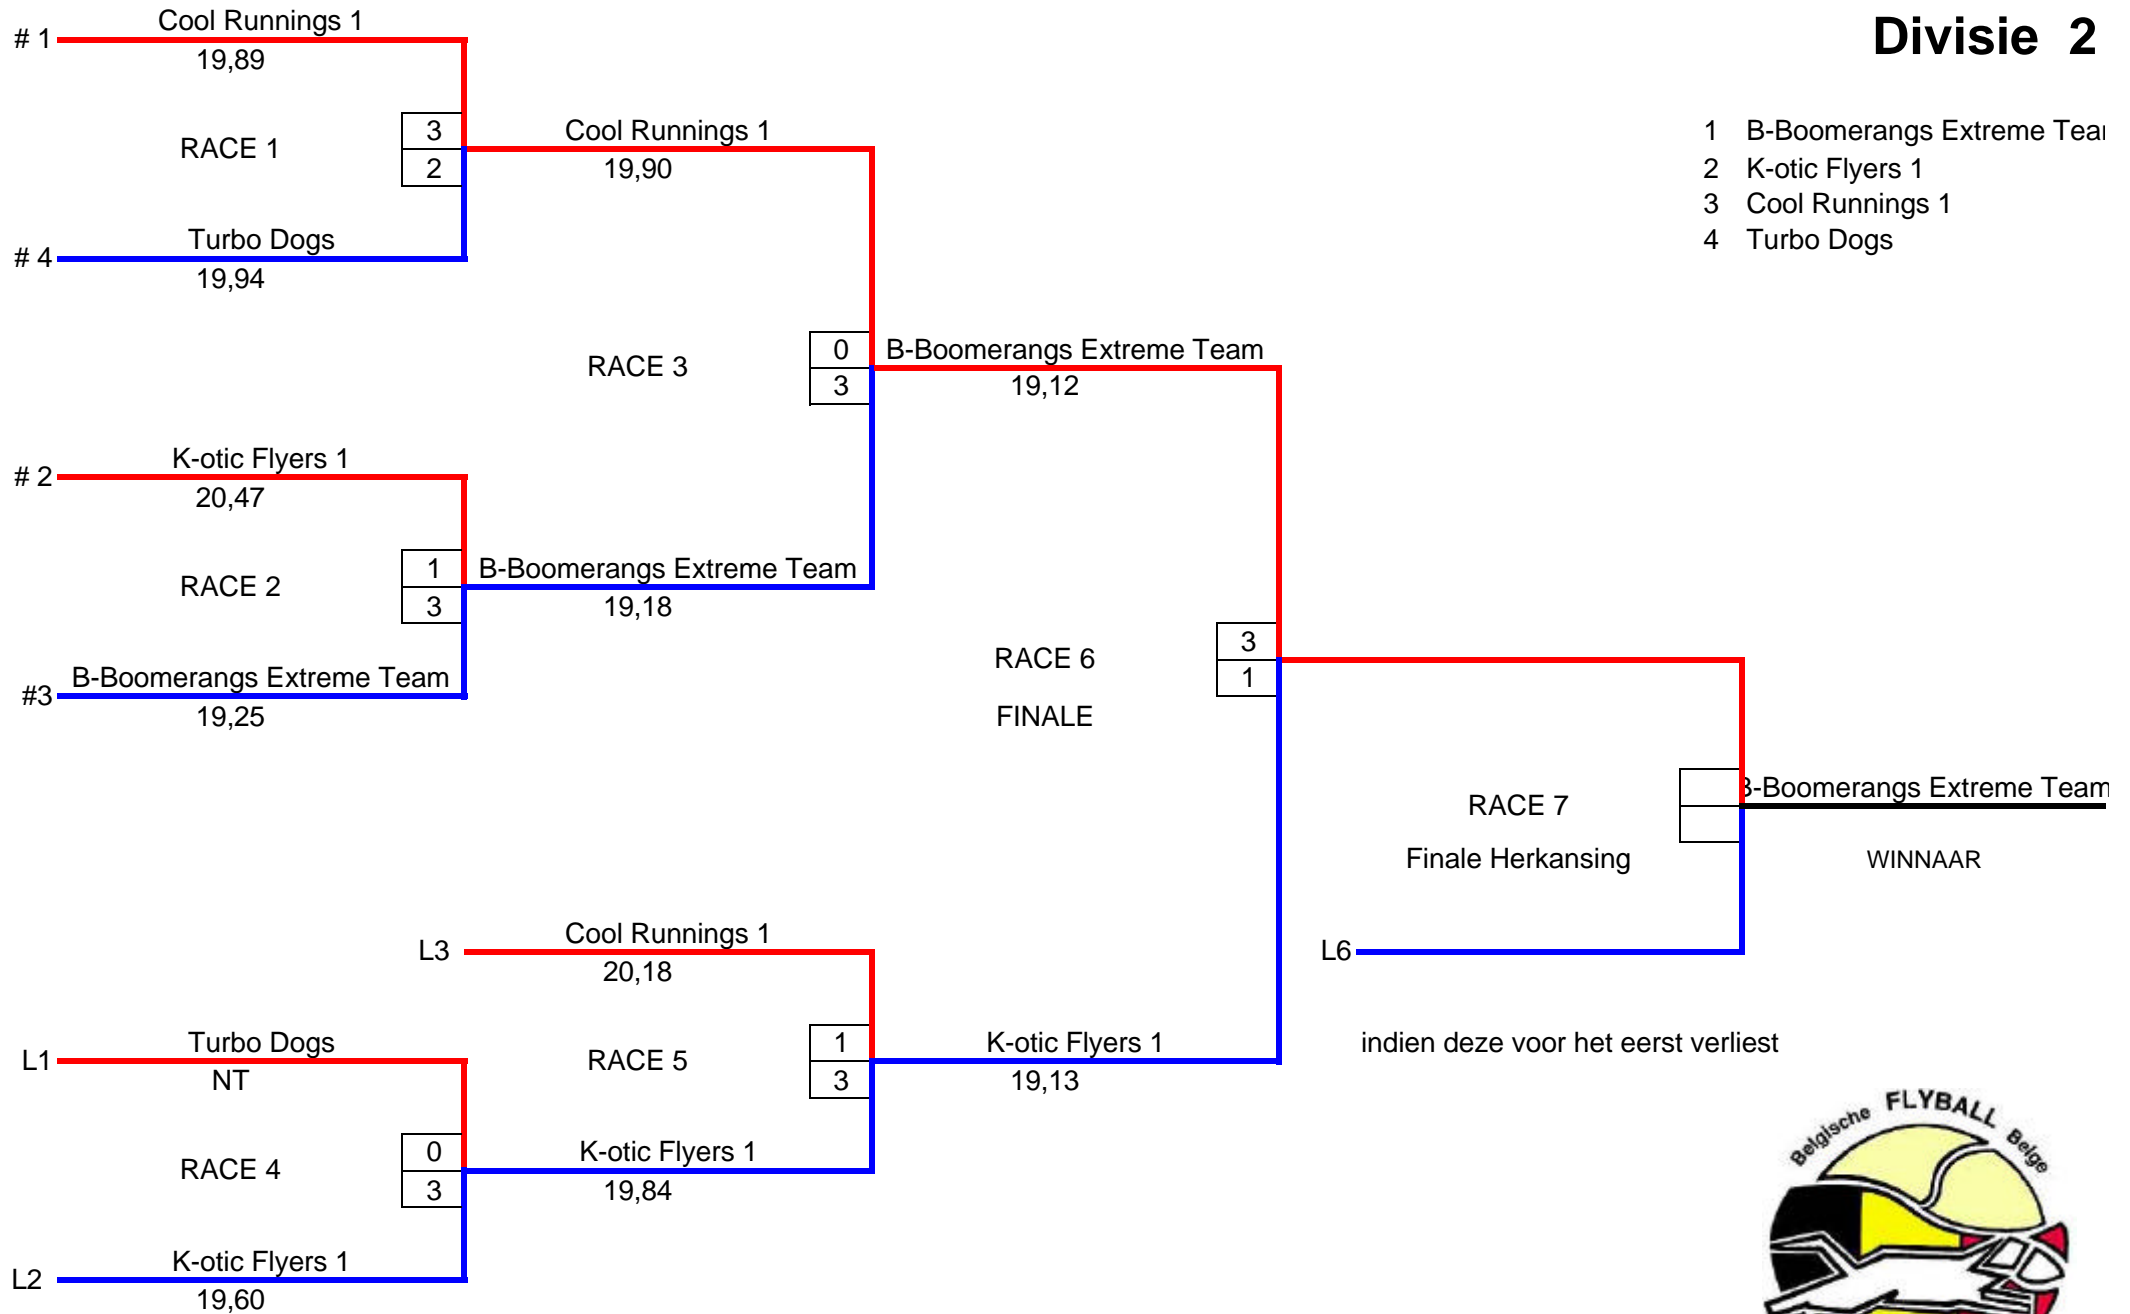 Divisie 2
# 1
Cool Runnings 1
19,89
RACE 1
3
2
# 4
Turbo Dogs
19,94
Cool Runnings 1
19,90
1 B-Boomerangs Extreme Tea
2 K-otic Flyers 1
3 Cool Runnings 1
4 Turbo Dogs
RACE 3
0
3
B-Boomerangs Extreme Team
19,12
# 2
K-otic Flyers 1
20,47
RACE 2
1
3
B-Boomerangs Extreme Team
19,18
#3
B-Boomerangs Extreme Team
19,25
RACE 6
3
1
FINALE
RACE 7
Finale Herkansing
B-Boomerangs Extreme Team
WINNAAR
L3
Cool Runnings 1
20,18
L6
indien deze voor het eerst verliest
L1
Turbo Dogs
NT
RACE 5
1
3
K-otic Flyers 1
19,13
RACE 4
0
3
K-otic Flyers 1
19,84
L2
K-otic Flyers 1
19,60
Belgische FLYBALL Belge